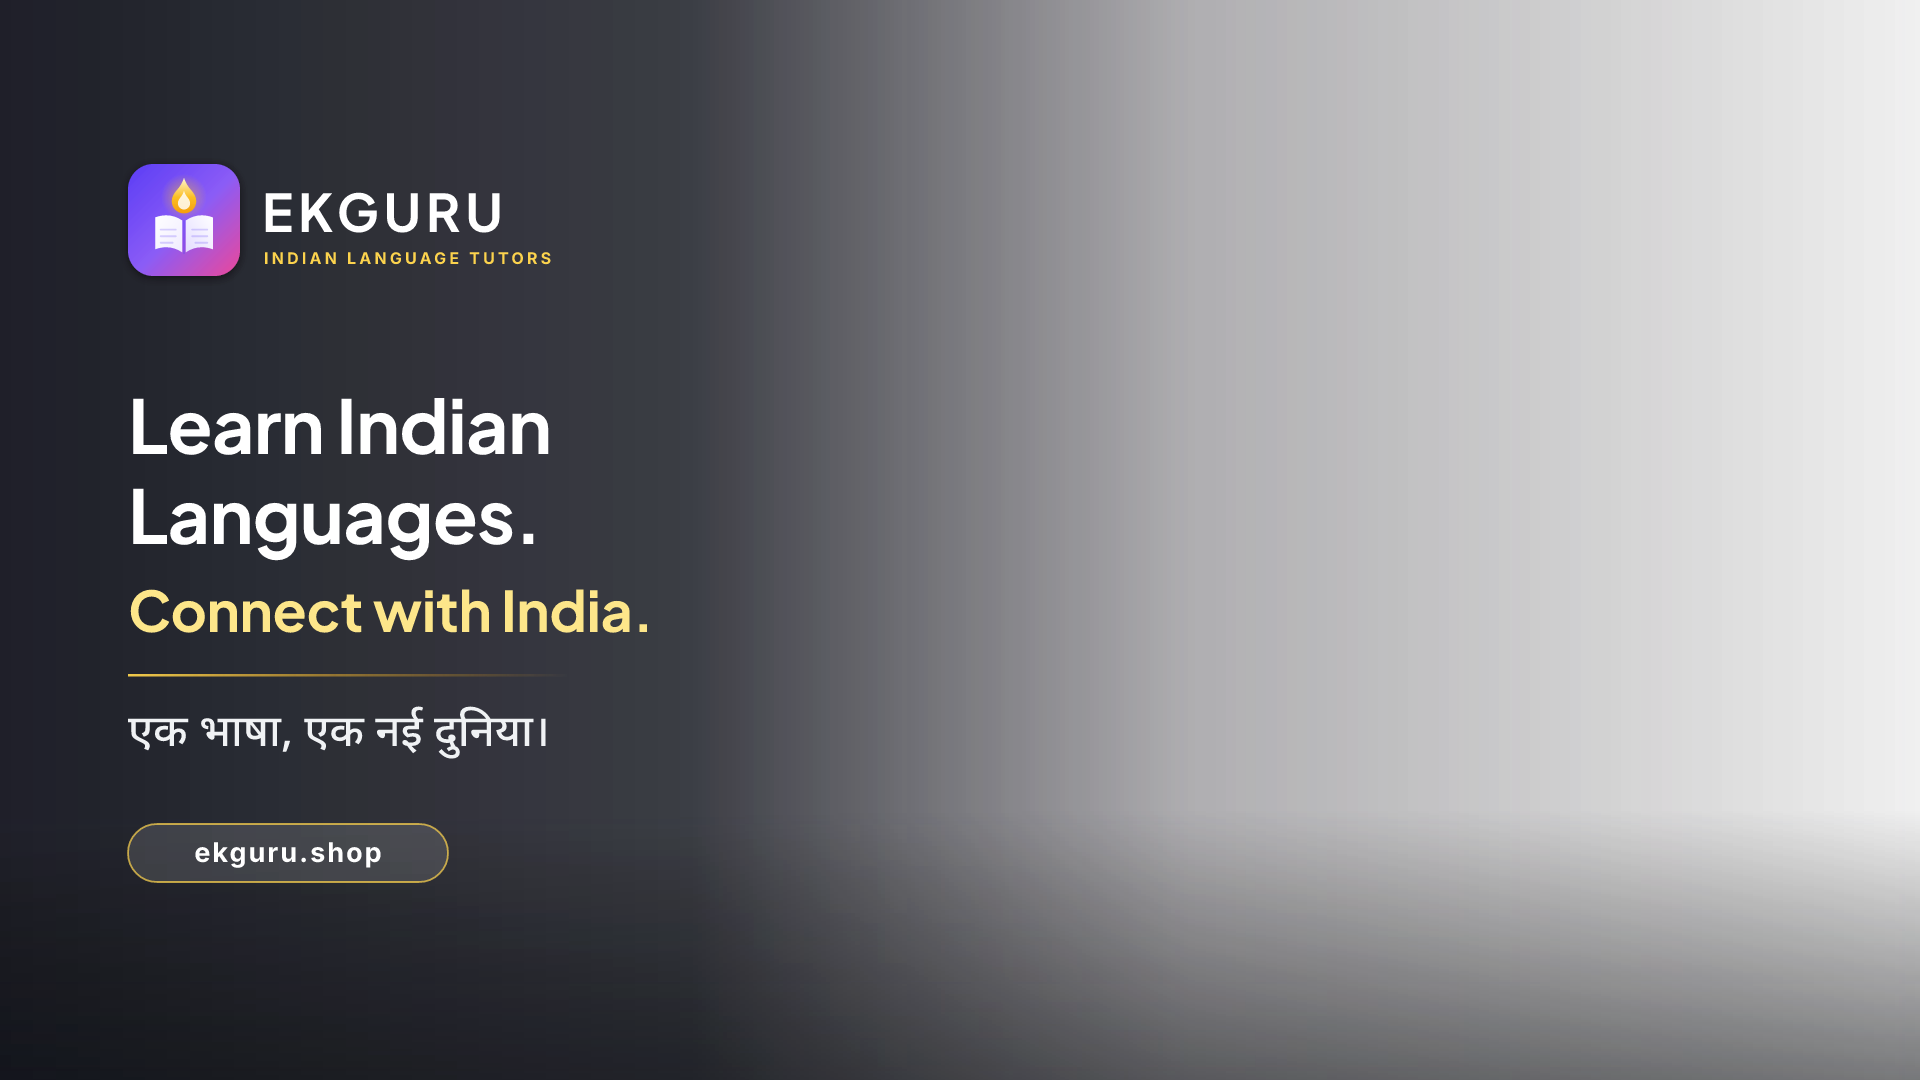 EKGURU
INDIAN LANGUAGE TUTORS
Learn Indian
Languages.
Connect with India.
एक भाषा, एक नई दुनिया।
ekguru.shop